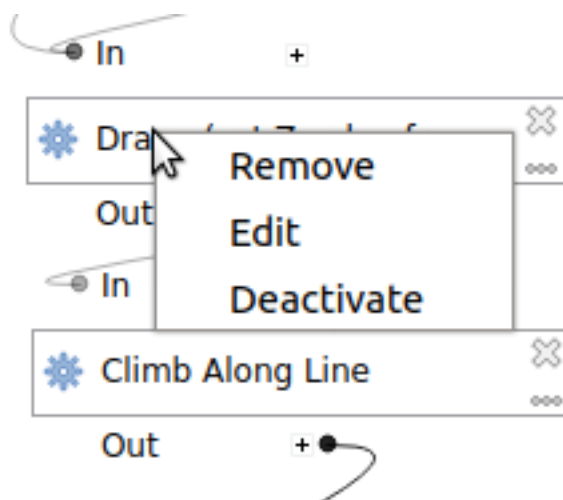 In
Dra
Remove
Out
Edit
In
Deactivate
Climb Along Line
Out